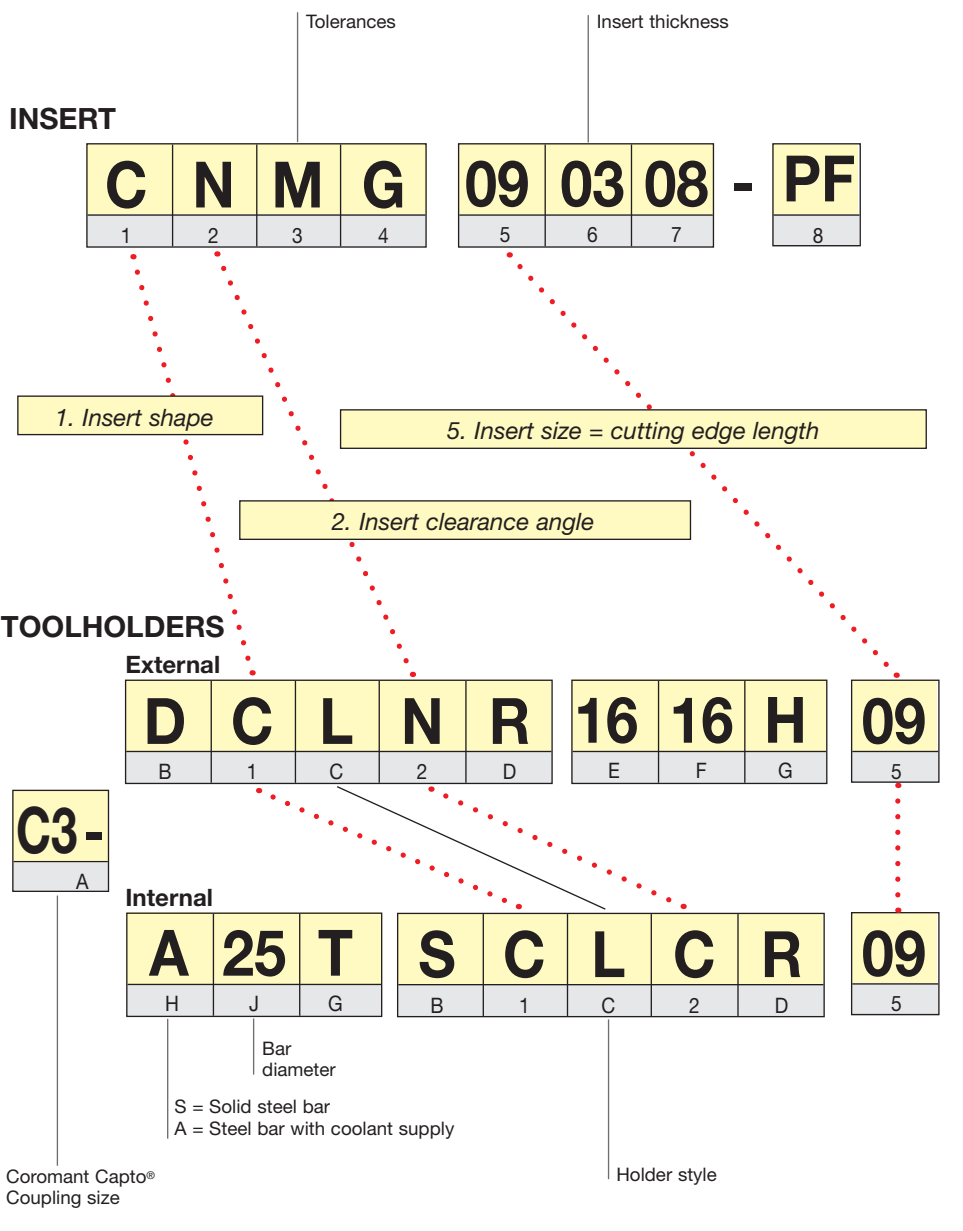 Tolerances
Insert thickness
INSERT
C N M G 09 03 08 - PF
1 2 3 4 5 6 7 8
1. Insert shape
5. Insert size = cutting edge length
2. Insert clearance angle
TOOLHOLDERS
External
D C L N R 16 16 H 09
B 1 C 2 D E F G 5
C3-
A
Internal
A 25 T S C L C R 09
H J G B 1 C 2 D 5
Bar
diameter
S = Solid steel bar
A = Steel bar with coolant supply
Holder style
Coromant Capto®
Coupling size